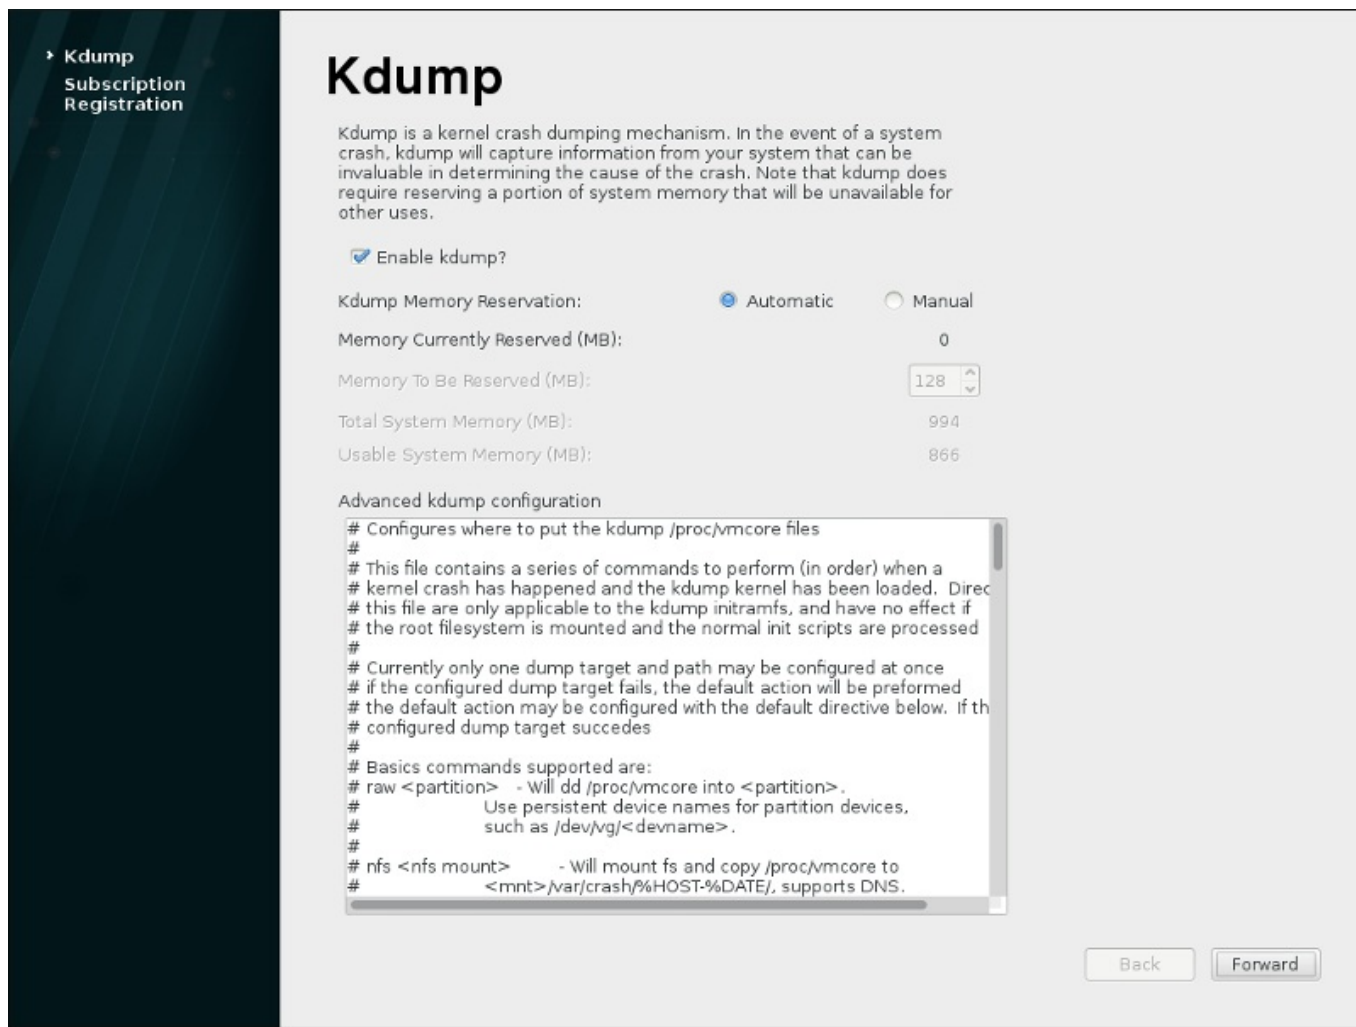 Kdump
Subscription
Registration
Kdump
Kdump is a kernel crash dumping mechanism. In the event of a system
crash, kdump will capture information from your system that can be
invaluable in determining the cause of the crash. Note that kdump does
require reserving a portion of system memory that will be unavailable for
other uses.
Enable kdump?
Kdump Memory Reservation: Automatic Manual
Memory Currently Reserved (MB): 0
Memory To Be Reserved (MB): 128
Total System Memory (MB): 994
Usable System Memory (MB): 866
Advanced kdump configuration
# Configures where to put the kdump /proc/vmcore files
#
# This file contains a series of commands to perform (in order) when a
# kernel crash has happened and the kdump kernel has been loaded. Direc
# this file are only applicable to the kdump initramfs, and have no effect if
# the root filesystem is mounted and the normal init scripts are processed
#
# Currently only one dump target and path may be configured at once
# if the configured dump target fails, the default action will be preformed
# the default action may be configured with the default directive below. If th
# configured dump target succedes
#
# Basics commands supported are:
# raw <partition> - Will dd /proc/vmcore into <partition>.
# Use persistent device names for partition devices,
# such as /dev/vg/<devname>.
#
# nfs <nfs mount> - Will mount fs and copy /proc/vmcore to
# <mnt>/var/crash/%HOST-%DATE/, supports DNS.
Back Forward